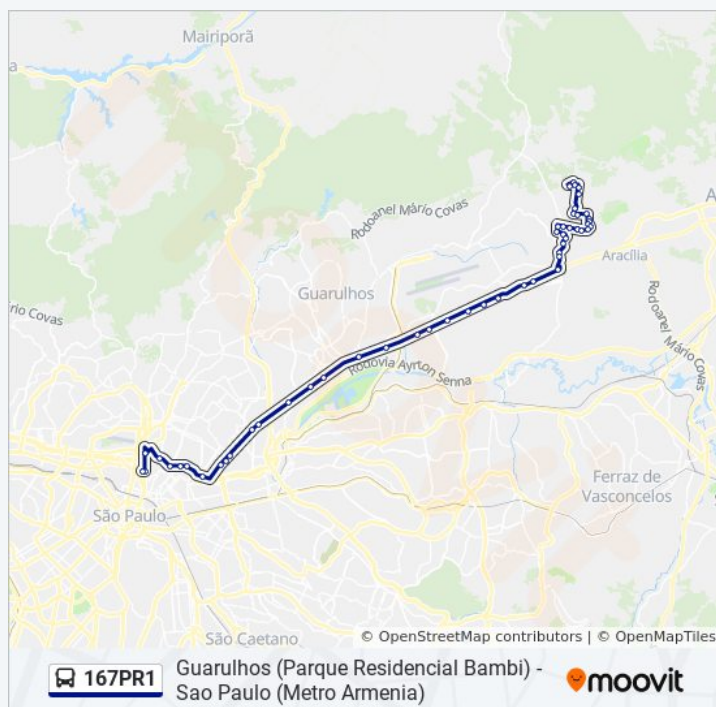 Mairiporã
a
Rodoanel Mário Covas
A
Aracília
Guarulhos
Rodoanel Mário Covas
rio Covas
Rodovia Ayrton Senna
Ferraz de
Vasconcelos
São Paulo
São Caetano
© OpenStreetMap contributors | © OpenMapTiles
167PR1
Guarulhos (Parque Residencial Bambi) -
Sao Paulo (Metro Armenia)
moovit